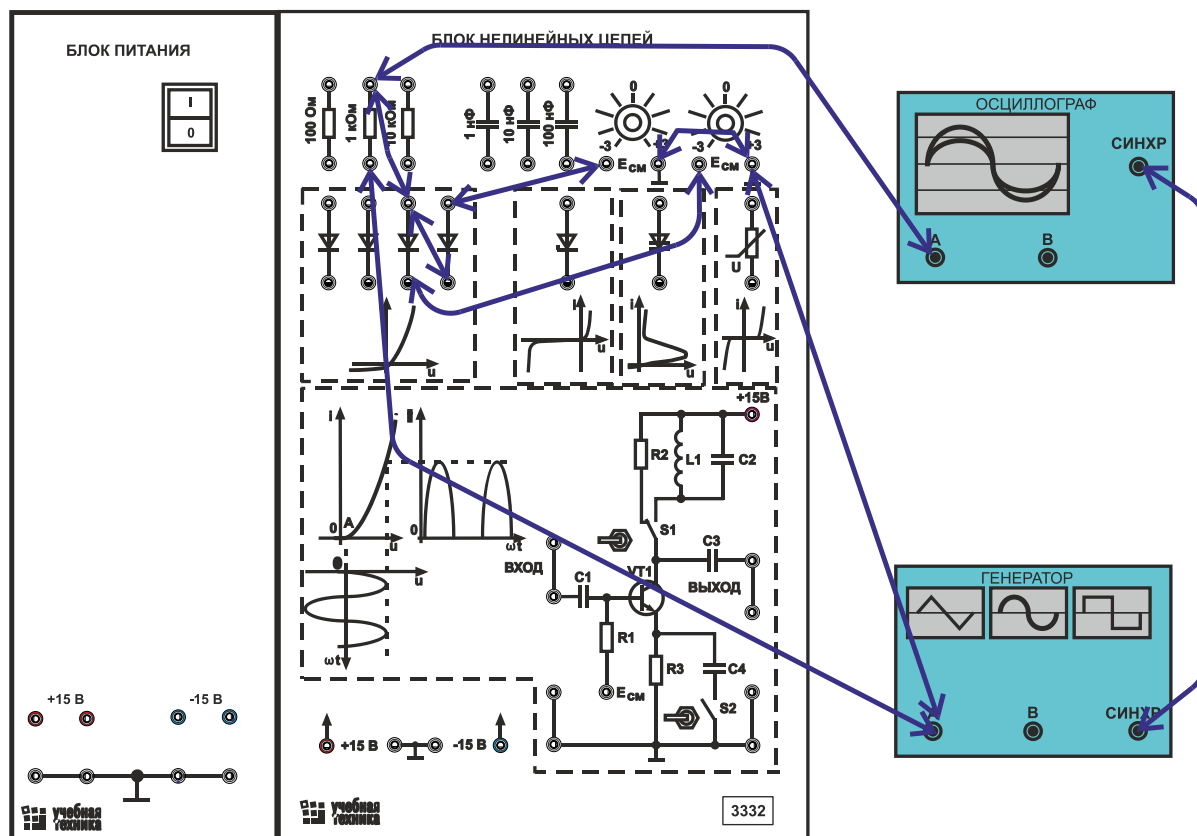 БЛОК ПИТАНИЯ
I
0
+15 В
-15 В
учебная
техника
БЛОК НЕЛИНЕЙНЫХ ЦЕПЕЙ
100 Ом
1 кОм
10 кОм
1 нФ
10 нФ
100 нФ
0
-3
+3
Eсм
0
-3
+3
Eсм
U
u
i
u
i
u
i
u
i
0
A
u
0
ωt
0
u
ωt
+15В
R2
L1
C2
S1
C3
ВХОД
C1
VT1
ВЫХОД
R1
R3
C4
Eсм
S2
+15 В
-15 В
учебная
техника
3332
ОСЦИЛЛОГРАФ
СИНХР
A
B
ГЕНЕРАТОР
A
B
СИНХР